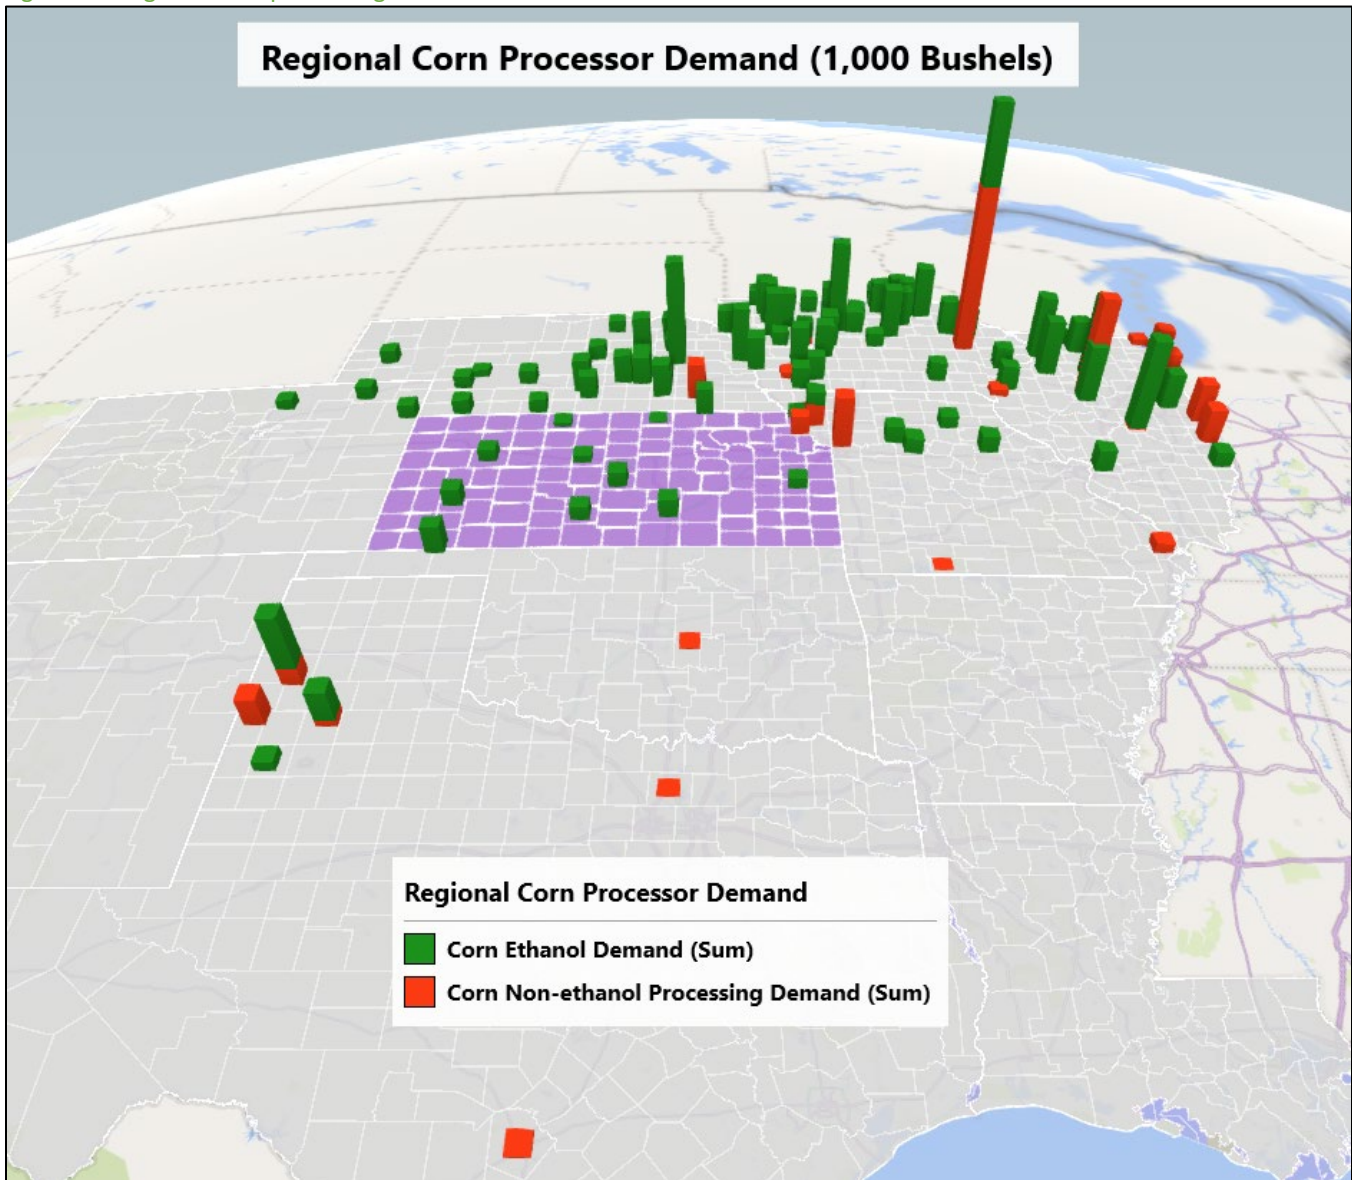 Regional Corn Processor Demand (1,000 Bushels)
Regional Corn Processor Demand
Corn Ethanol Demand (Sum)
Corn Non-ethanol Processing Demand (Sum)